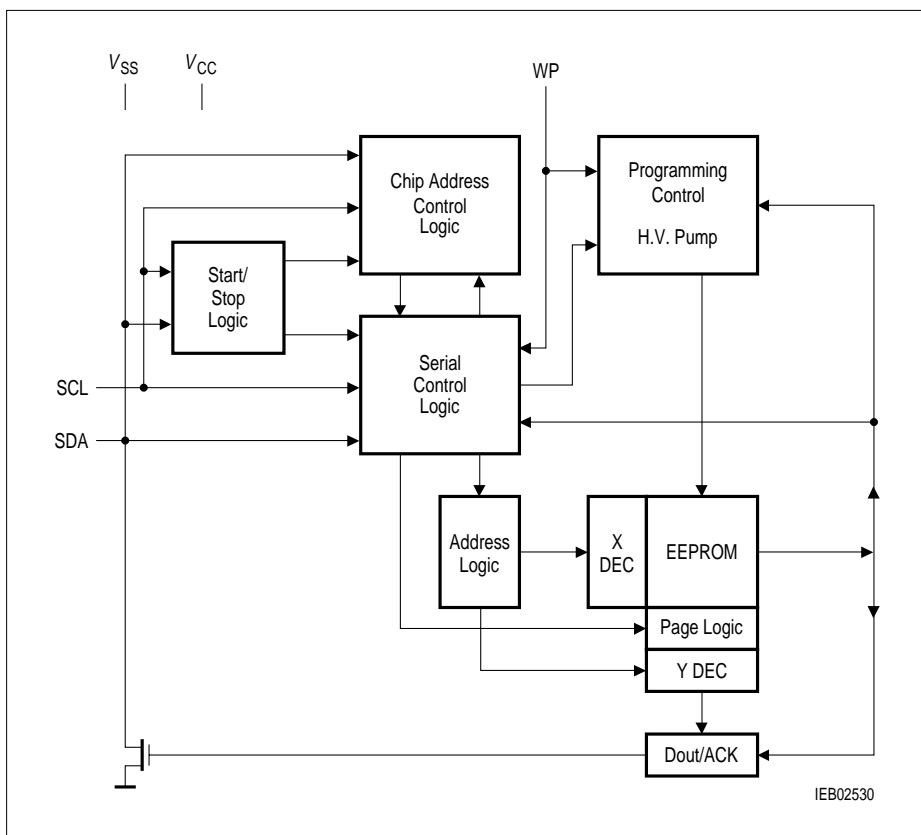 VSS
VCC
WP
Chip Address
Control
Logic
Programming
Control
H.V. Pump
Start/
Stop
Logic
Serial
Control
Logic
SCL
SDA
Address
Logic
X
DEC
EEPROM
Page Logic
Y DEC
Dout/ACK
IEB02530